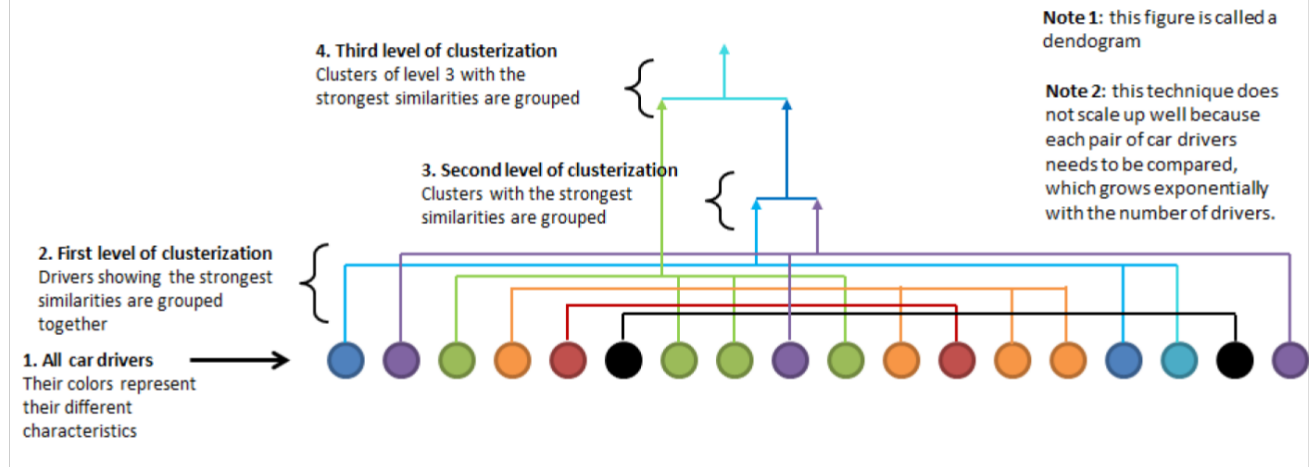 4. Third level of clusterization
Clusters of level 3 with the
strongest similarities are grouped
Note 1: this figure is called a
dendogram
Note 2: this technique does
not scale up well because
each pair of car drivers
needs to be compared,
which grows exponentially
with the number of drivers.
3. Second level of clusterization
Clusters with the strongest
similarities are grouped
2. First level of clusterization
Drivers showing the strongest
similarities are grouped
together
1. All car drivers
Their colors represent
their different
characteristics